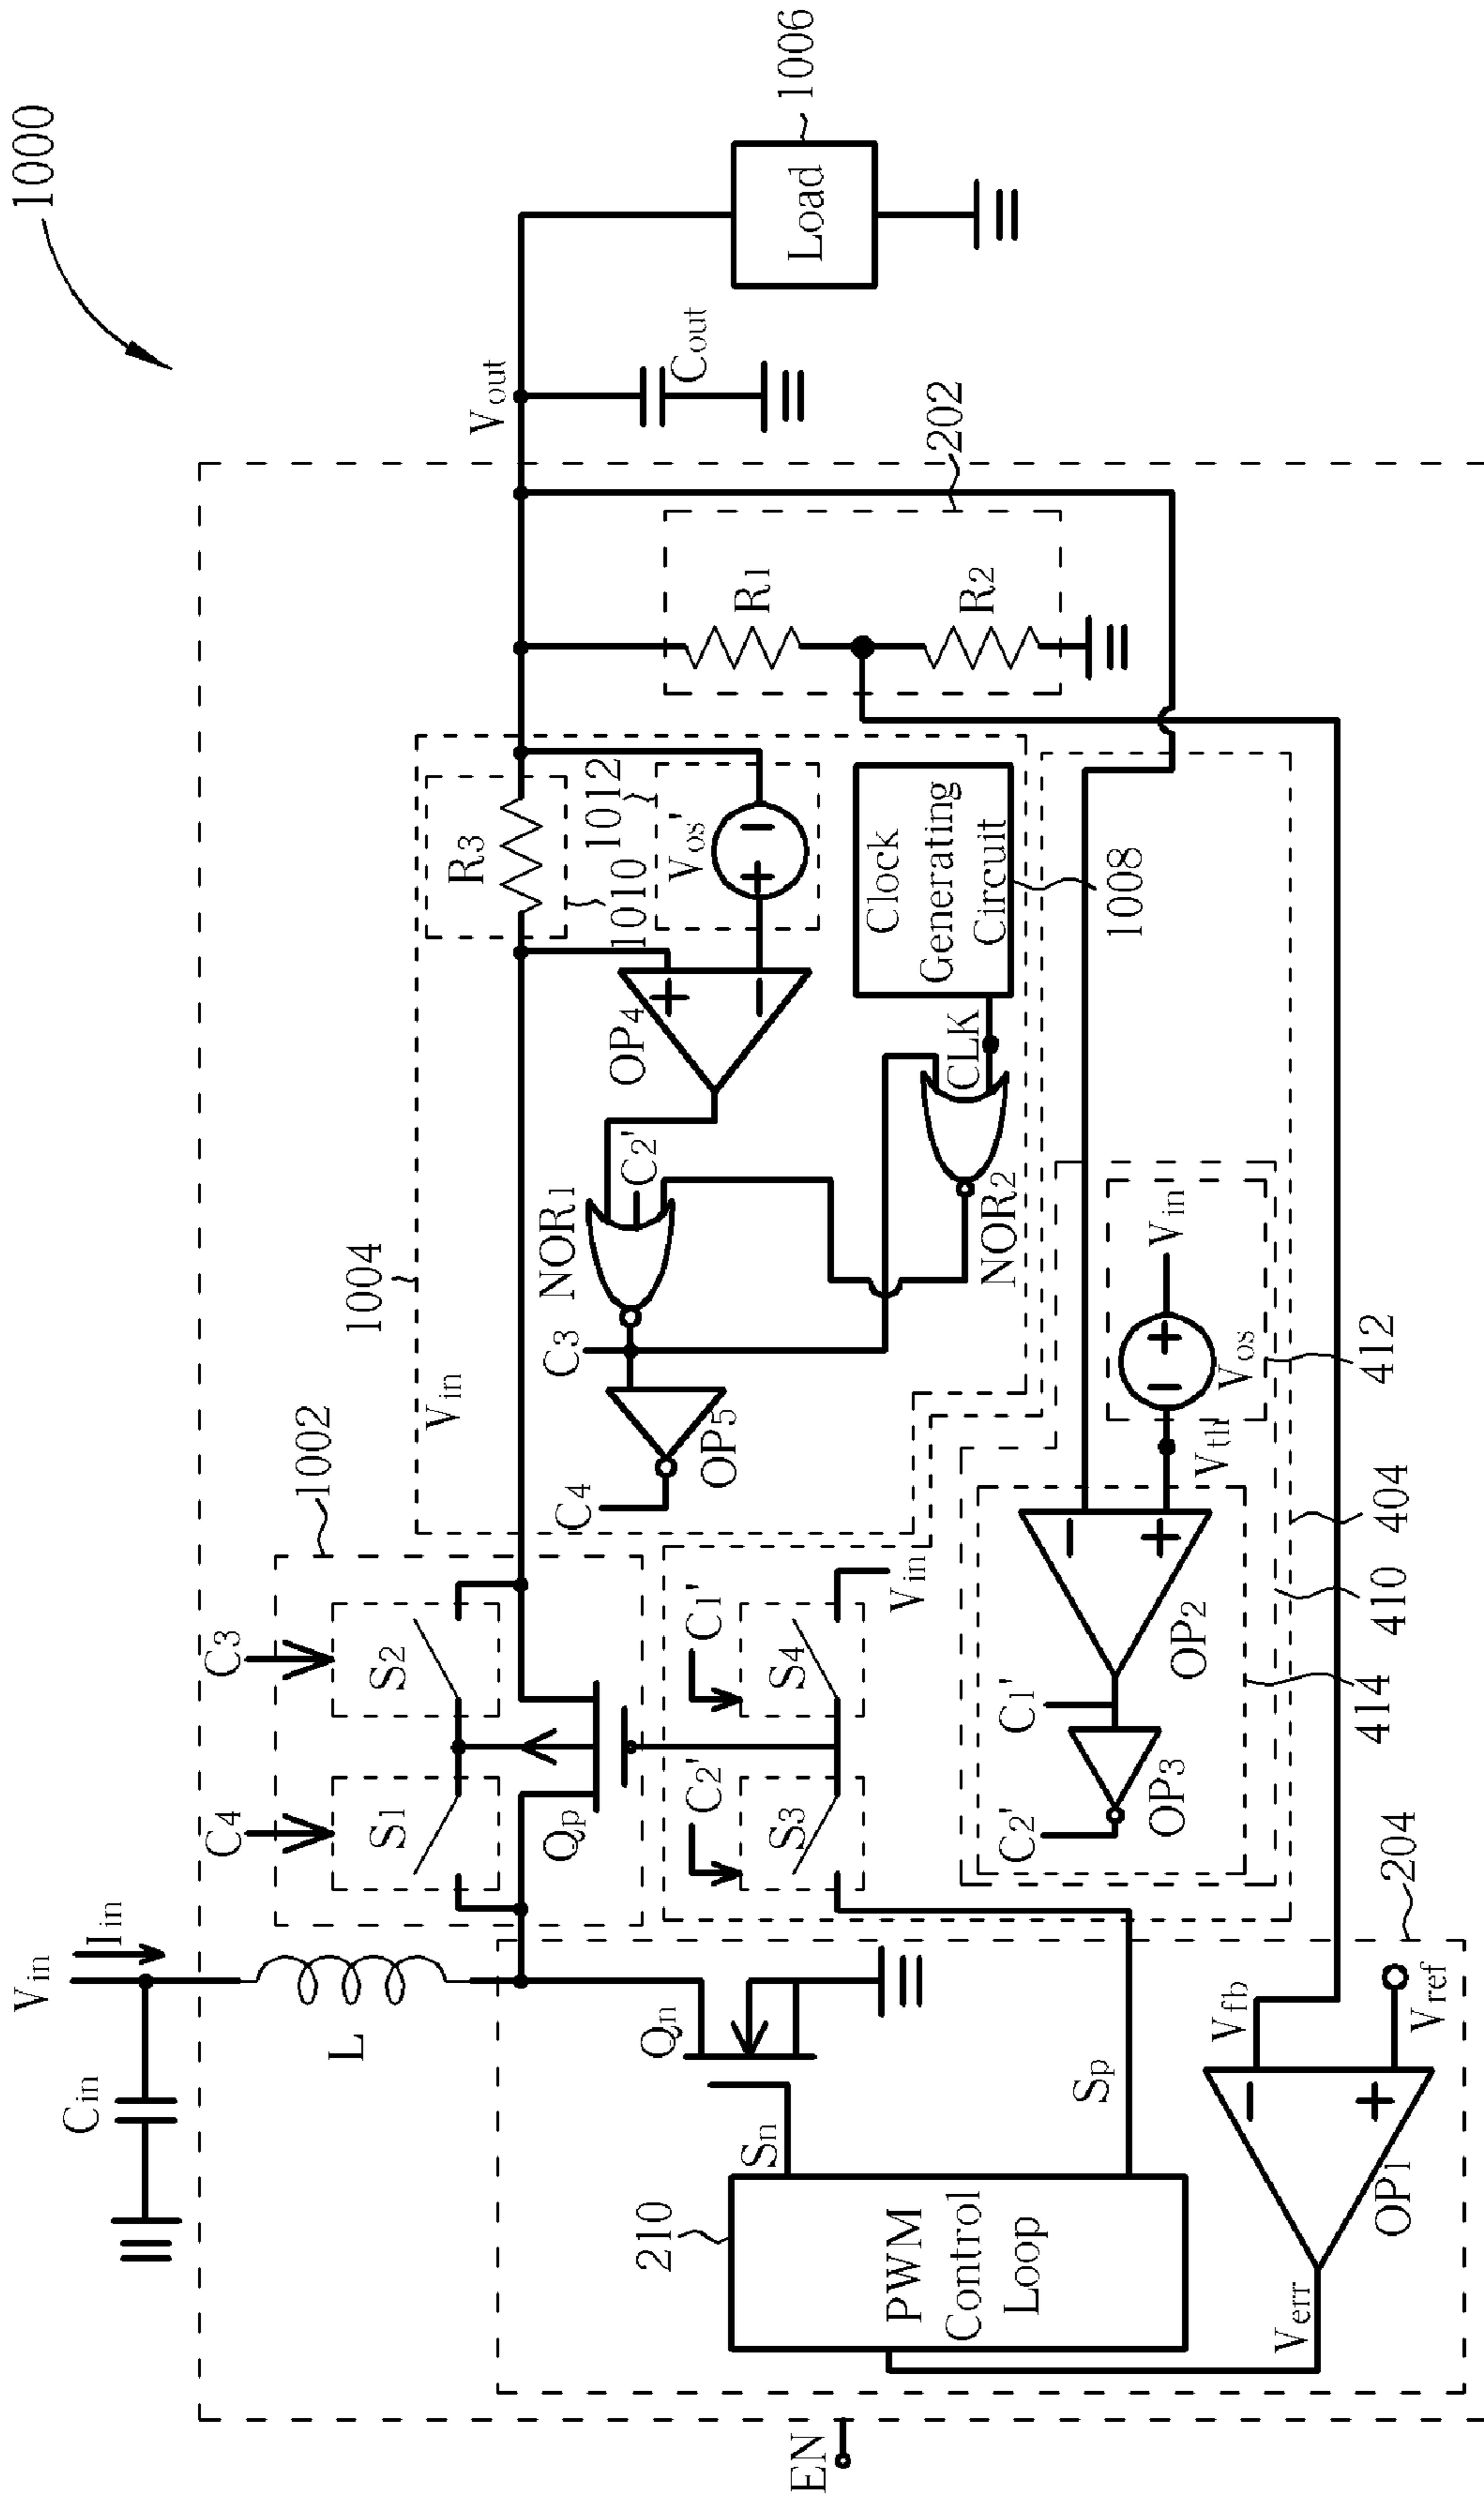 1000
Vin
Iin
Cin
L
C4
C3
1002
S1
S2
Qp
Vin
1004
C4
C3
OP5
NOR1
C2'
OP4
R3
1010
1012
Vos'
Vout
Cout
Load
1006
202
R1
R2
Clock
Generating
Circuit
1008
CLK
NOR2
C2'
C1'
S3
S4
Vin
Qn
Sn
Sp
210
PWM
Control
Loop
C2'
C1'
OP3
OP2
Vthr
Vos
Vin
412
404
410
414
204
Vfb
Vref
OP1
Verr
EN